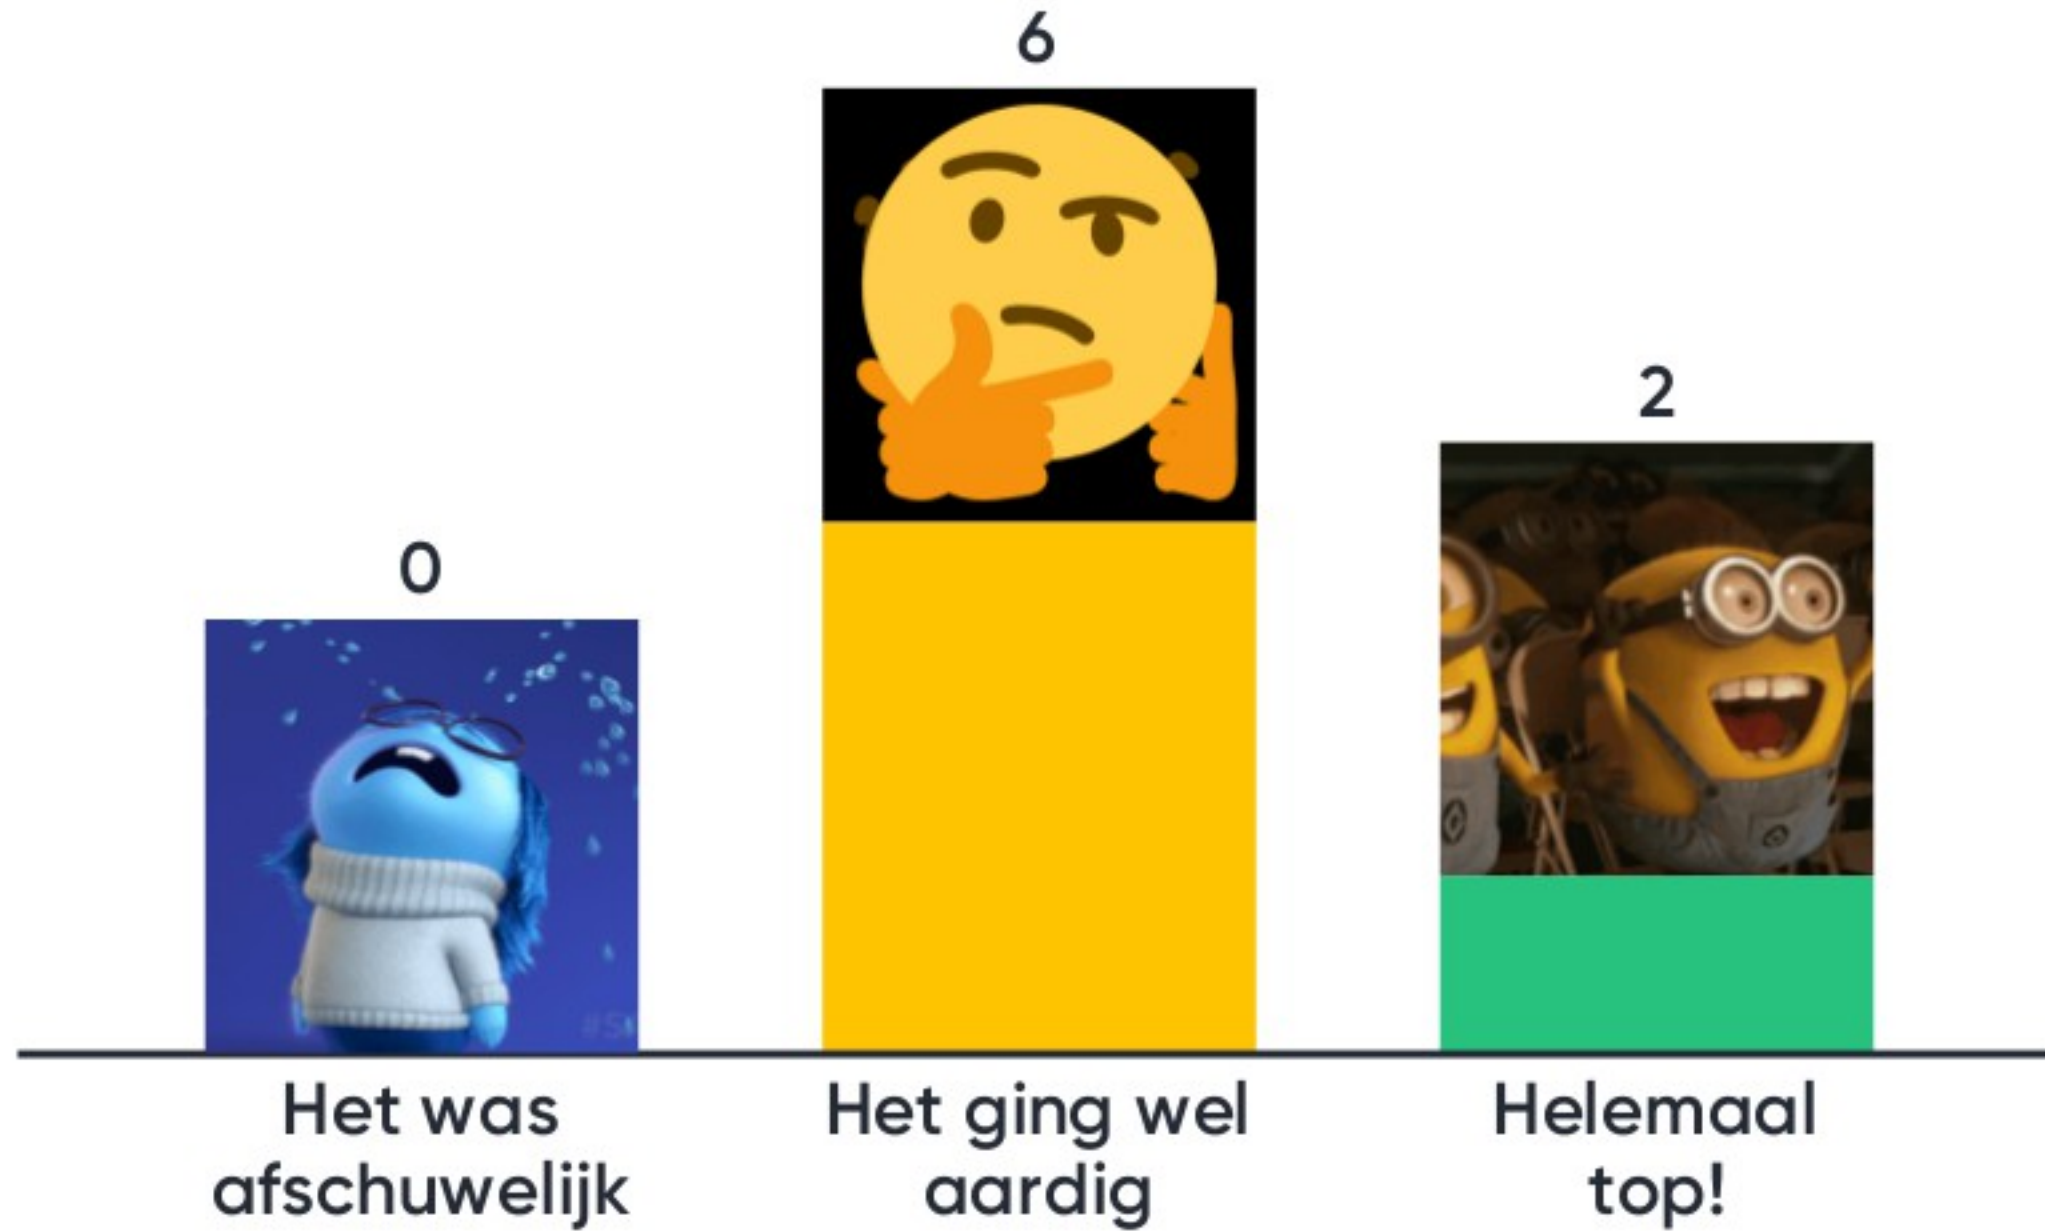 6
2
0
Het was
afschuwelijk
Het ging wel
aardig
Helemaal
top!